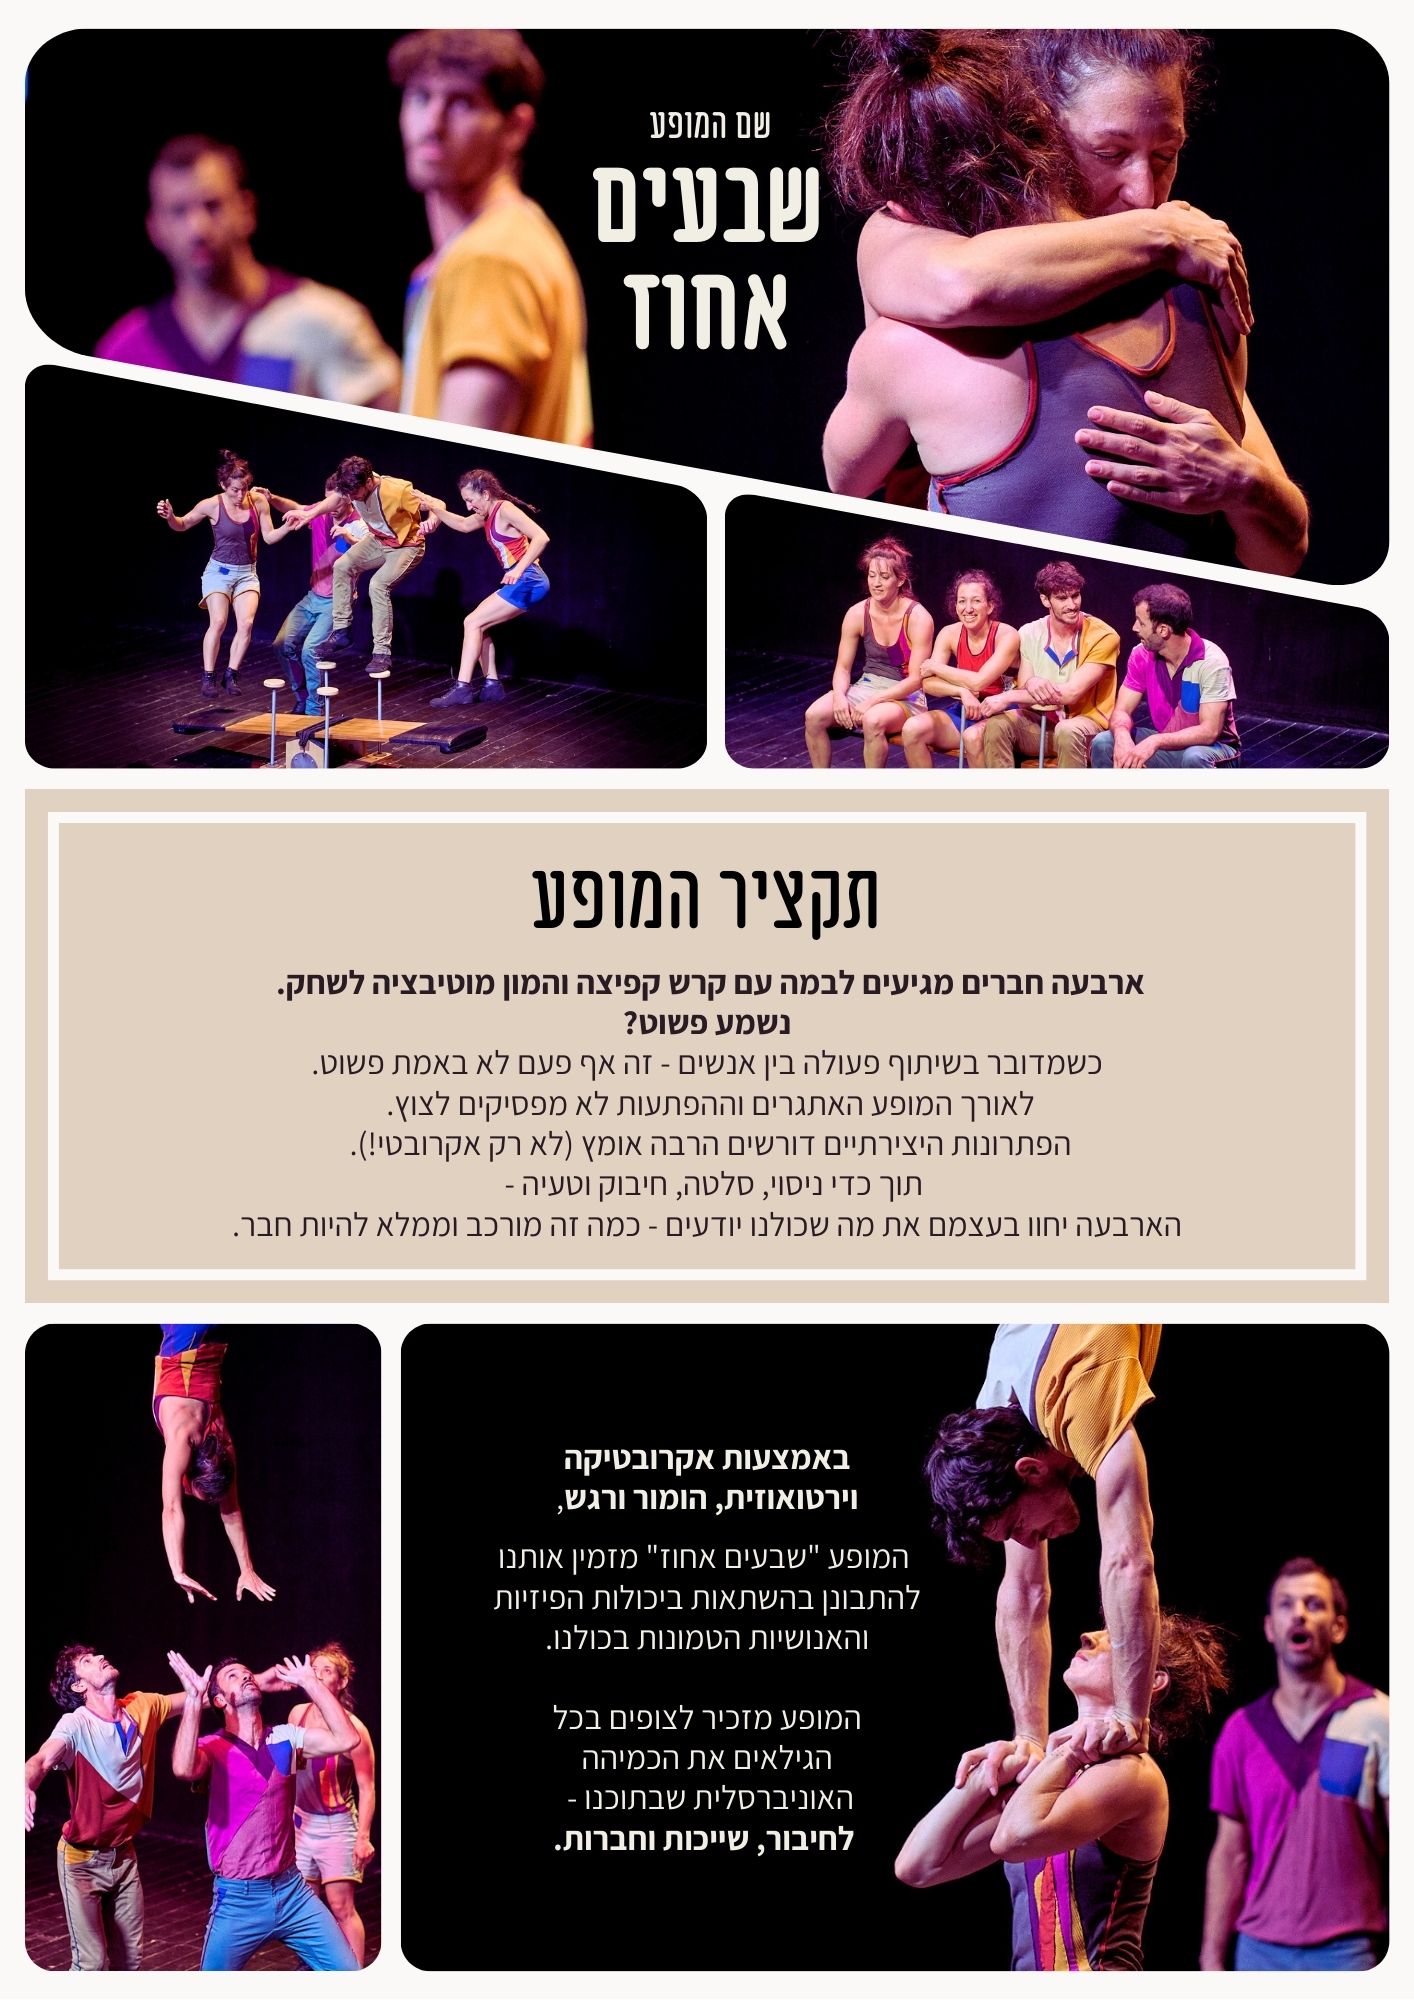 שם המופע
שבעים
אחוז
תקציר המופע
ארבעה חברים מגיעים לבמה עם קרש קפיצה והמון מוטיבציה לשחק.
נשמע פשוט?
כשמדובר בשיתוף פעולה בין אנשים - זה אף פעם לא באמת פשוט.
לאורך המופע האתגרים וההפתעות לא מפסיקים לצוץ.
הפתרונות היצירתיים דורשים הרבה אומץ (לא רק אקרובטי!).
תוך כדי ניסוי, סלטה, חיבוק וטעיה -
הארבעה יחוו בעצמם את מה שכולנו יודעים - כמה זה מורכב וממלא להיות חבר.
באמצעות אקרובטיקה
וירטואוזית, הומור ורגש,
המופע "שבעים אחוז" מזמין אותנו
להתבונן בהשתאות ביכולות הפיזיות
והאנושיות הטמונות בכולנו.
המופע מזכיר לצופים בכל
הגילאים את הכמיהה
האוניברסלית שבתוכנו -
לחיבור, שייכות וחברות.